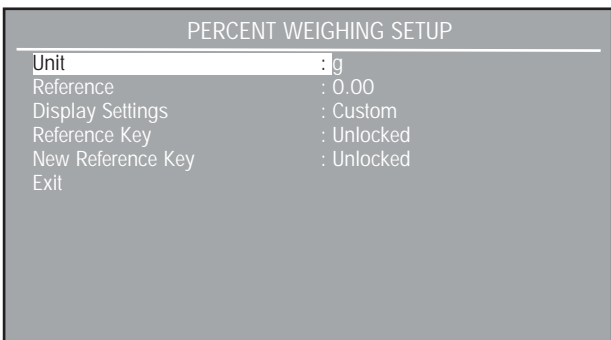 PERCENT WEIGHING SETUP
Unit : g
Reference : 0.00
Display Settings : Custom
Reference Key : Unlocked
New Reference Key : Unlocked
Exit